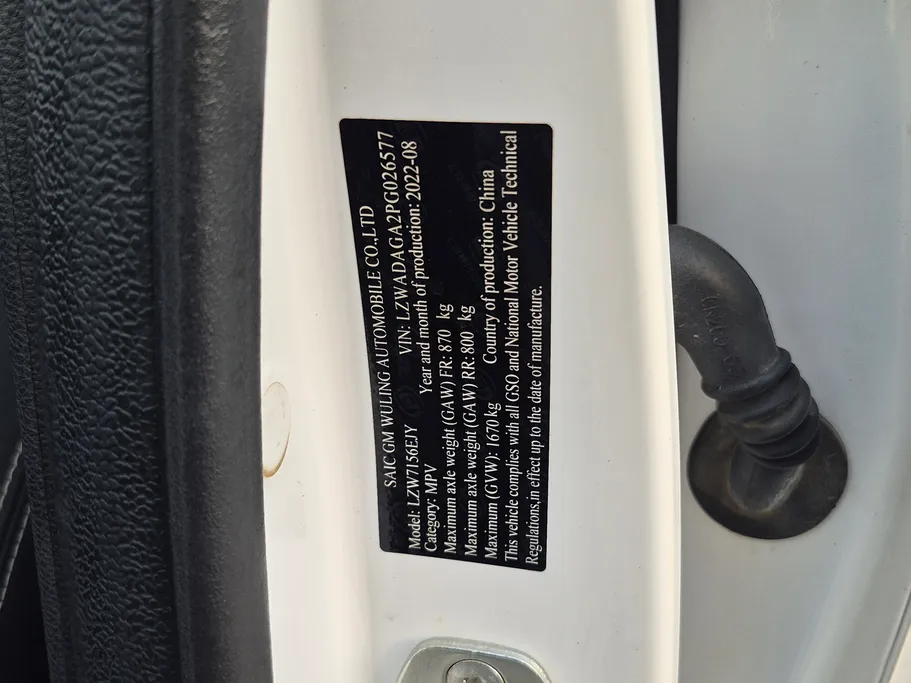 SAIC GM WULING AUTOMOBILE CO.,LTD
Model: LZW7156EJY VIN: LZWADAGA2PG026577
Category: MPV Year and month of production: 2022-08
Maximum axle weight (GAW) FR: 870 kg
Maximum axle weight (GAW) RR: 800 kg
Maximum (GVW): 1670 kg Country of production: China
This vehicle complies with all GSO and National Motor Vehicle Technical
Regulations,in effect up to the date of manufacture.